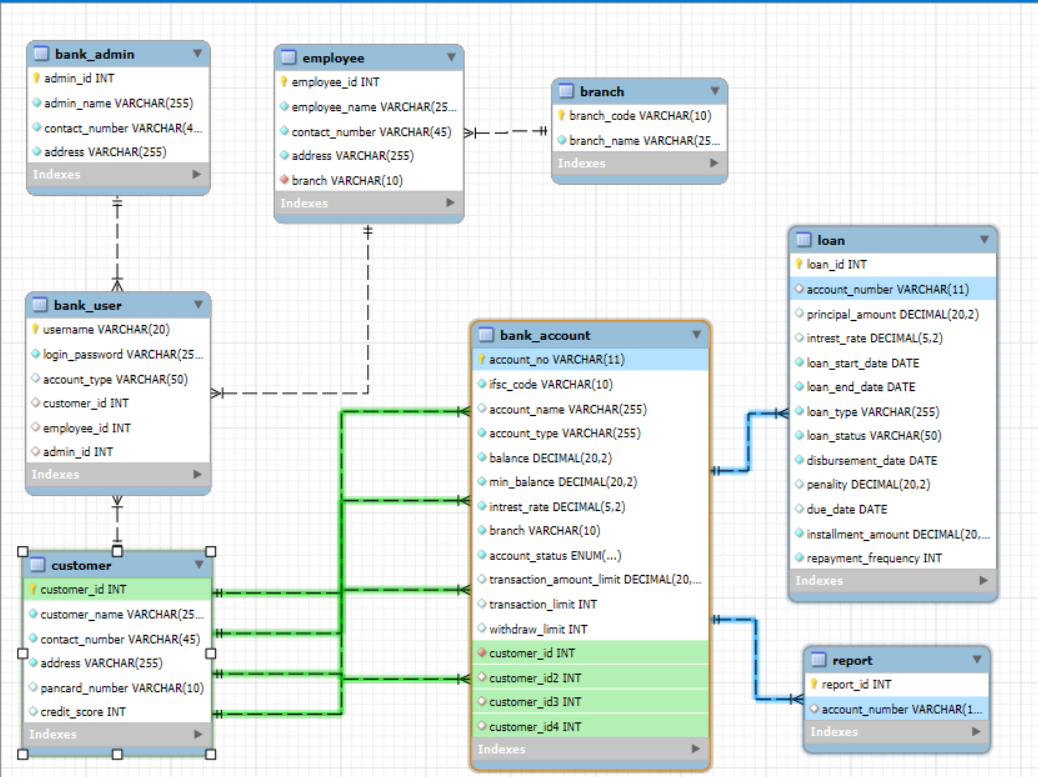 bank_admin
admin_id INT
admin_name VARCHAR(255)
contact_number VARCHAR(4...
address VARCHAR(255)
Indexes
employee
employee_id INT
employee_name VARCHAR(25...
contact_number VARCHAR(45)
address VARCHAR(255)
branch VARCHAR(10)
Indexes
branch
branch_code VARCHAR(10)
branch_name VARCHAR(25...
Indexes
bank_user
username VARCHAR(20)
login_password VARCHAR(25...
account_type VARCHAR(50)
customer_id INT
employee_id INT
admin_id INT
Indexes
customer
customer_id INT
customer_name VARCHAR(25...
contact_number VARCHAR(45)
address VARCHAR(255)
pancard_number VARCHAR(10)
credit_score INT
Indexes
bank_account
account_no VARCHAR(11)
ifsc_code VARCHAR(10)
account_name VARCHAR(255)
account_type VARCHAR(255)
balance DECIMAL(20,2)
min_balance DECIMAL(20,2)
intrest_rate DECIMAL(5,2)
branch VARCHAR(10)
account_status ENUM(...)
transaction_amount_limit DECIMAL(20,...
transaction_limit INT
withdraw_limit INT
customer_id INT
customer_id2 INT
customer_id3 INT
customer_id4 INT
Indexes
loan
loan_id INT
account_number VARCHAR(11)
principal_amount DECIMAL(20,2)
intrest_rate DECIMAL(5,2)
loan_start_date DATE
loan_end_date DATE
loan_type VARCHAR(255)
loan_status VARCHAR(50)
disbursement_date DATE
penality DECIMAL(20,2)
due_date DATE
installment_amount DECIMAL(20,...
repayment_frequency INT
Indexes
report
report_id INT
account_number VARCHAR(1...
Indexes